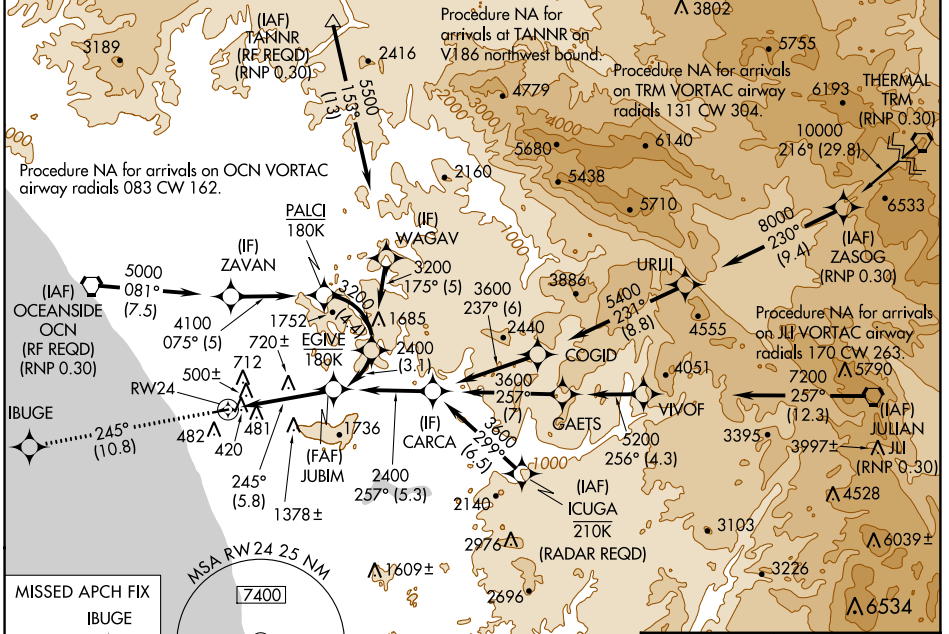 3802
Procedure NA for
arrivals at TANNR on
V186 northwest bound.
(IAF)
TANNR
(RF REQD)
(RNP 0.30)
3189
2416
5755
Procedure NA for arrivals
on TRM VORTAC airway
radials 131 CW 304.
THERMAL
TRM
(RNP 0.30)
6193
4779
5500
153°
(13)
4000
10000
216° (29.8)
000
5680
6140
Procedure NA for arrivals on OCN VORTAC
airway radials 083 CW 162.
2160
5438
5710
6533
PALCI
180K
(IF)
WAGAV
1000
8000
230°
(9.4)
(IAF)
ZASOG
(RNP 0.30)
(IF)
ZAVAN
5000
081°
(7.5)
3200
175° (5)
URIJI
3886
(IAF)
OCEANSIDE
OCN
(RF REQD)
(RNP 0.30)
3200
(4.4)
3600
237° (6)
5400
231°
(8.8)
4100
075° (5)
1752
1685
2440
4555
Procedure NA for arrivals
on JLI VORTAC airway
radials 170 CW 263.
720±
EGIVE
180K
2400
(3.1)
COGID
712
500±
RW24
4051
5790
3600
257°
(7)
7200
257°
(12.3)
IBUGE
GAETS
VIVOF
(IAF)
JULIAN
JLI
(RNP 0.30)
482
481
420
(IF)
CARCA
3600
299°
(6.5)
5200
256° (4.3)
245°
(10.8)
1736
(FAF)
JUBIM
3395
3997±
245°
(5.8)
1378±
2400
257° (5.3)
1000
(IAF)
ICUGA
210K
(RADAR REQD)
2140
4528
3103
2976
6039±
MSA RW24 25 NM
7400
1609±
3226
2696
6534
MISSED APCH FIX
IBUGE